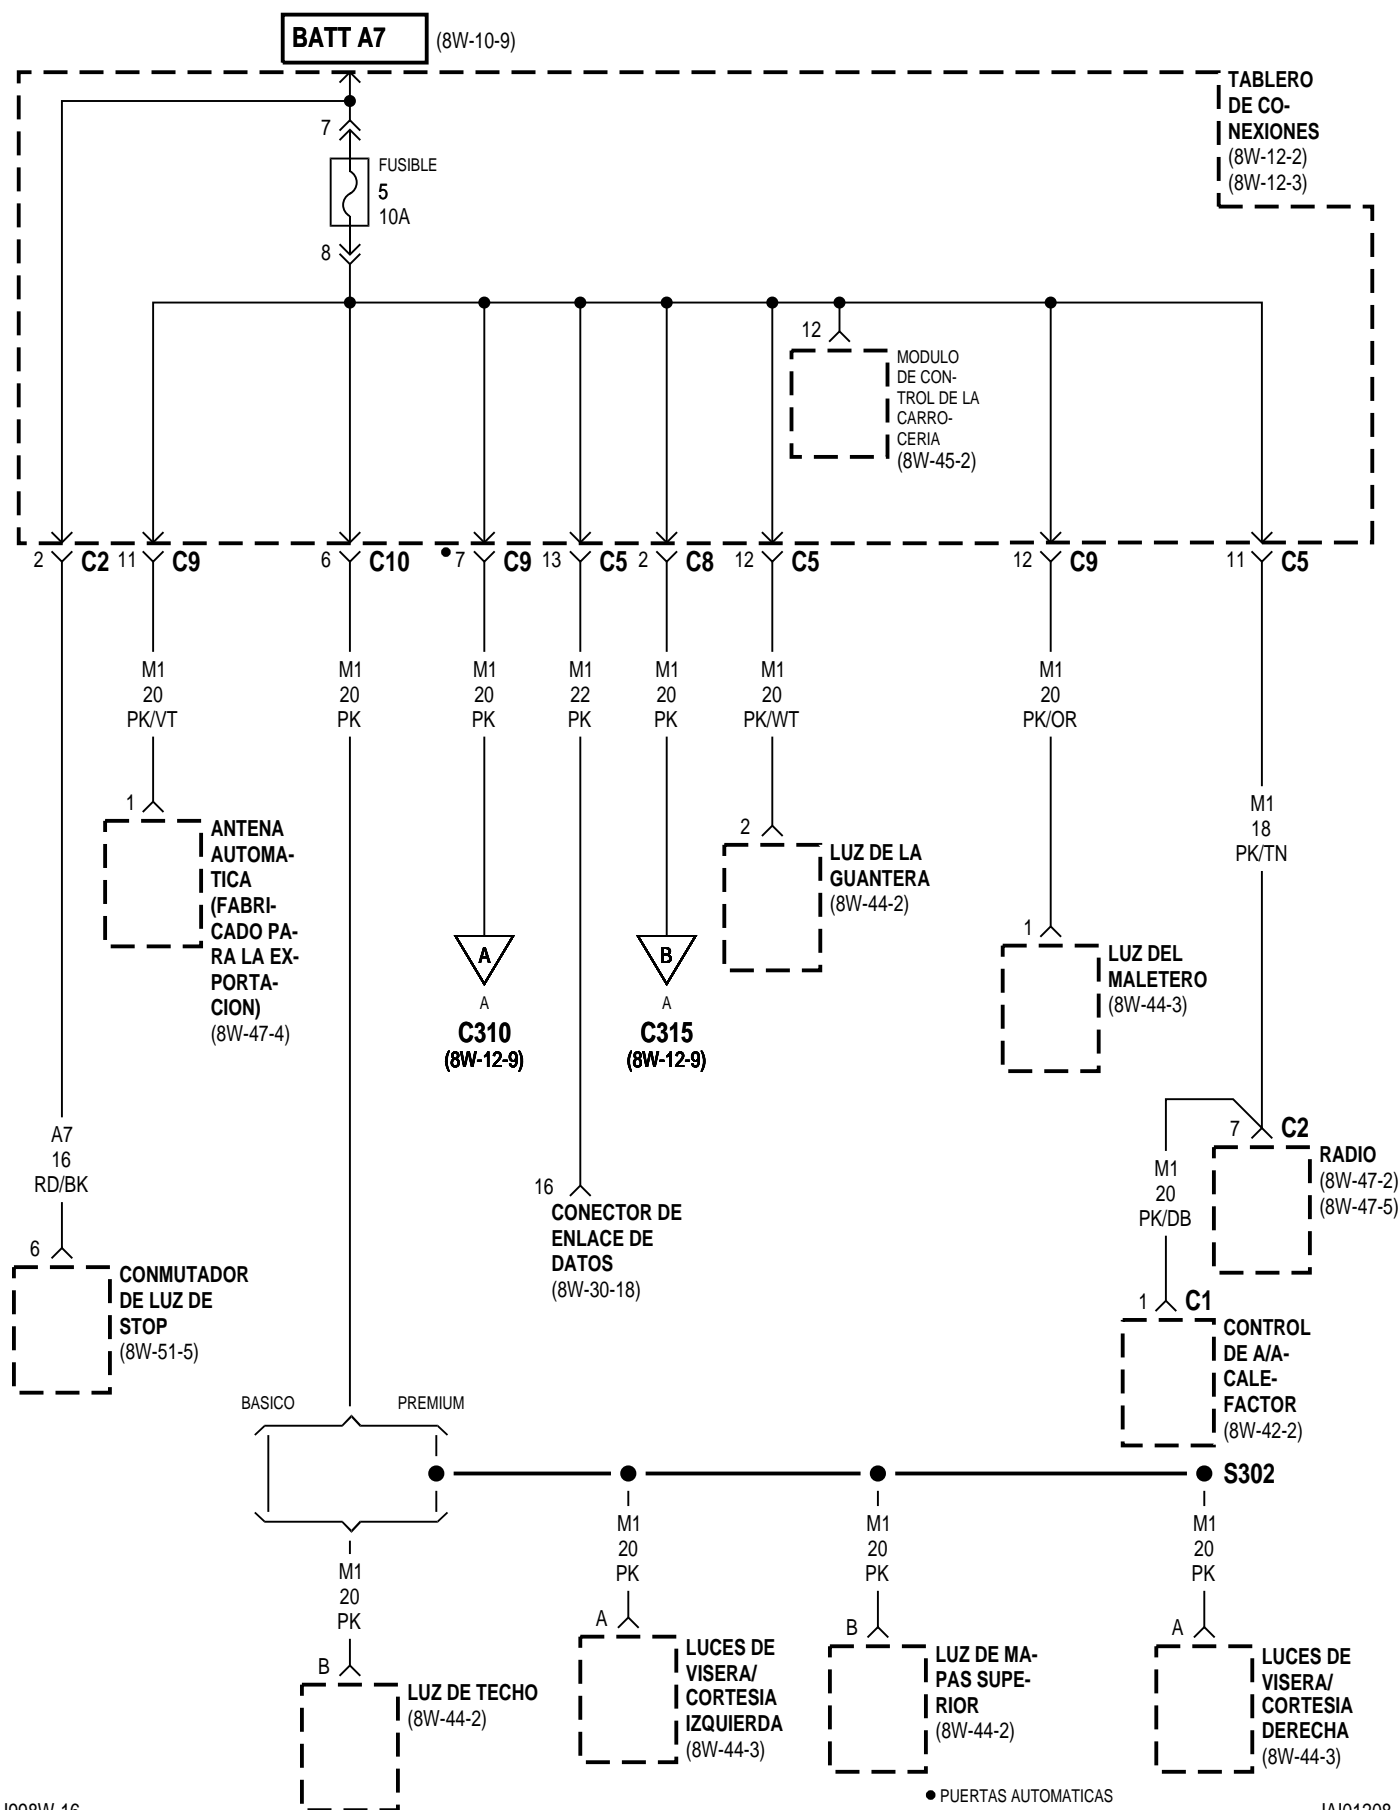 BATT A7 (8W-10-9)
TABLERO
DE CO-
NEXIONES
(8W-12-2)
(8W-12-3)
7
FUSIBLE
5
10A
8
12
MODULO
DE CON-
TROL DE LA
CARRO-
CERIA
(8W-45-2)
2 C2 11 C9 6 C10 ● 7 C9 13 C5 2 C8 12 C5 12 C9 11 C5
M1
20
PK/VT
M1
20
PK
M1
20
PK
M1
22
PK
M1
20
PK
M1
20
PK/WT
M1
20
PK/OR
M1
18
PK/TN
1
ANTENA
AUTOMA-
TICA
(FABRI-
CADO PA-
RA LA EX-
PORTA-
CION)
(8W-47-4)
A
A
C310
(8W-12-9)
B
A
C315
(8W-12-9)
2
LUZ DE LA
GUANTERA
(8W-44-2)
1
LUZ DEL
MALETERO
(8W-44-3)
A7
16
RD/BK
6
CONMUTADOR
DE LUZ DE
STOP
(8W-51-5)
16
CONECTOR DE
ENLACE DE
DATOS
(8W-30-18)
7 C2
RADIO
(8W-47-2)
(8W-47-5)
M1
20
PK/DB
1 C1
CONTROL
DE A/A-
CALE-
FACTOR
(8W-42-2)
BASICO PREMIUM
S302
M1
20
PK
B
LUZ DE TECHO
(8W-44-2)
M1
20
PK
A
LUCES DE
VISERA/
CORTESIA
IZQUIERDA
(8W-44-3)
M1
20
PK
B
LUZ DE MA-
PAS SUPE-
RIOR
(8W-44-2)
M1
20
PK
A
LUCES DE
VISERA/
CORTESIA
DERECHA
(8W-44-3)
● PUERTAS AUTOMATICAS